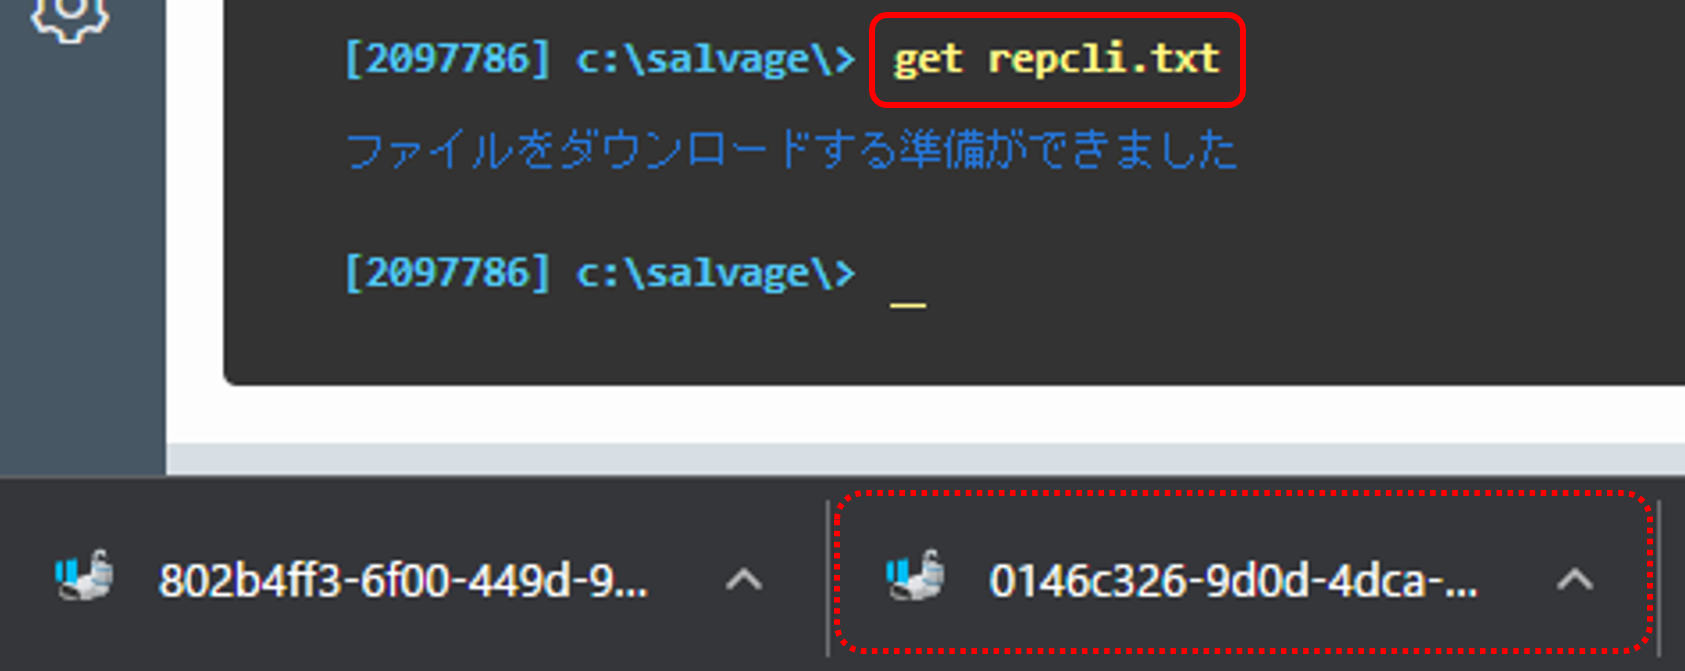 [2097786] c:\salvage\> get repcli.txt
ファイルをダウンロードする準備ができました
[2097786] c:\salvage\> _
802b4ff3-6f00-449d-9...
0146c326-9d0d-4dca-...